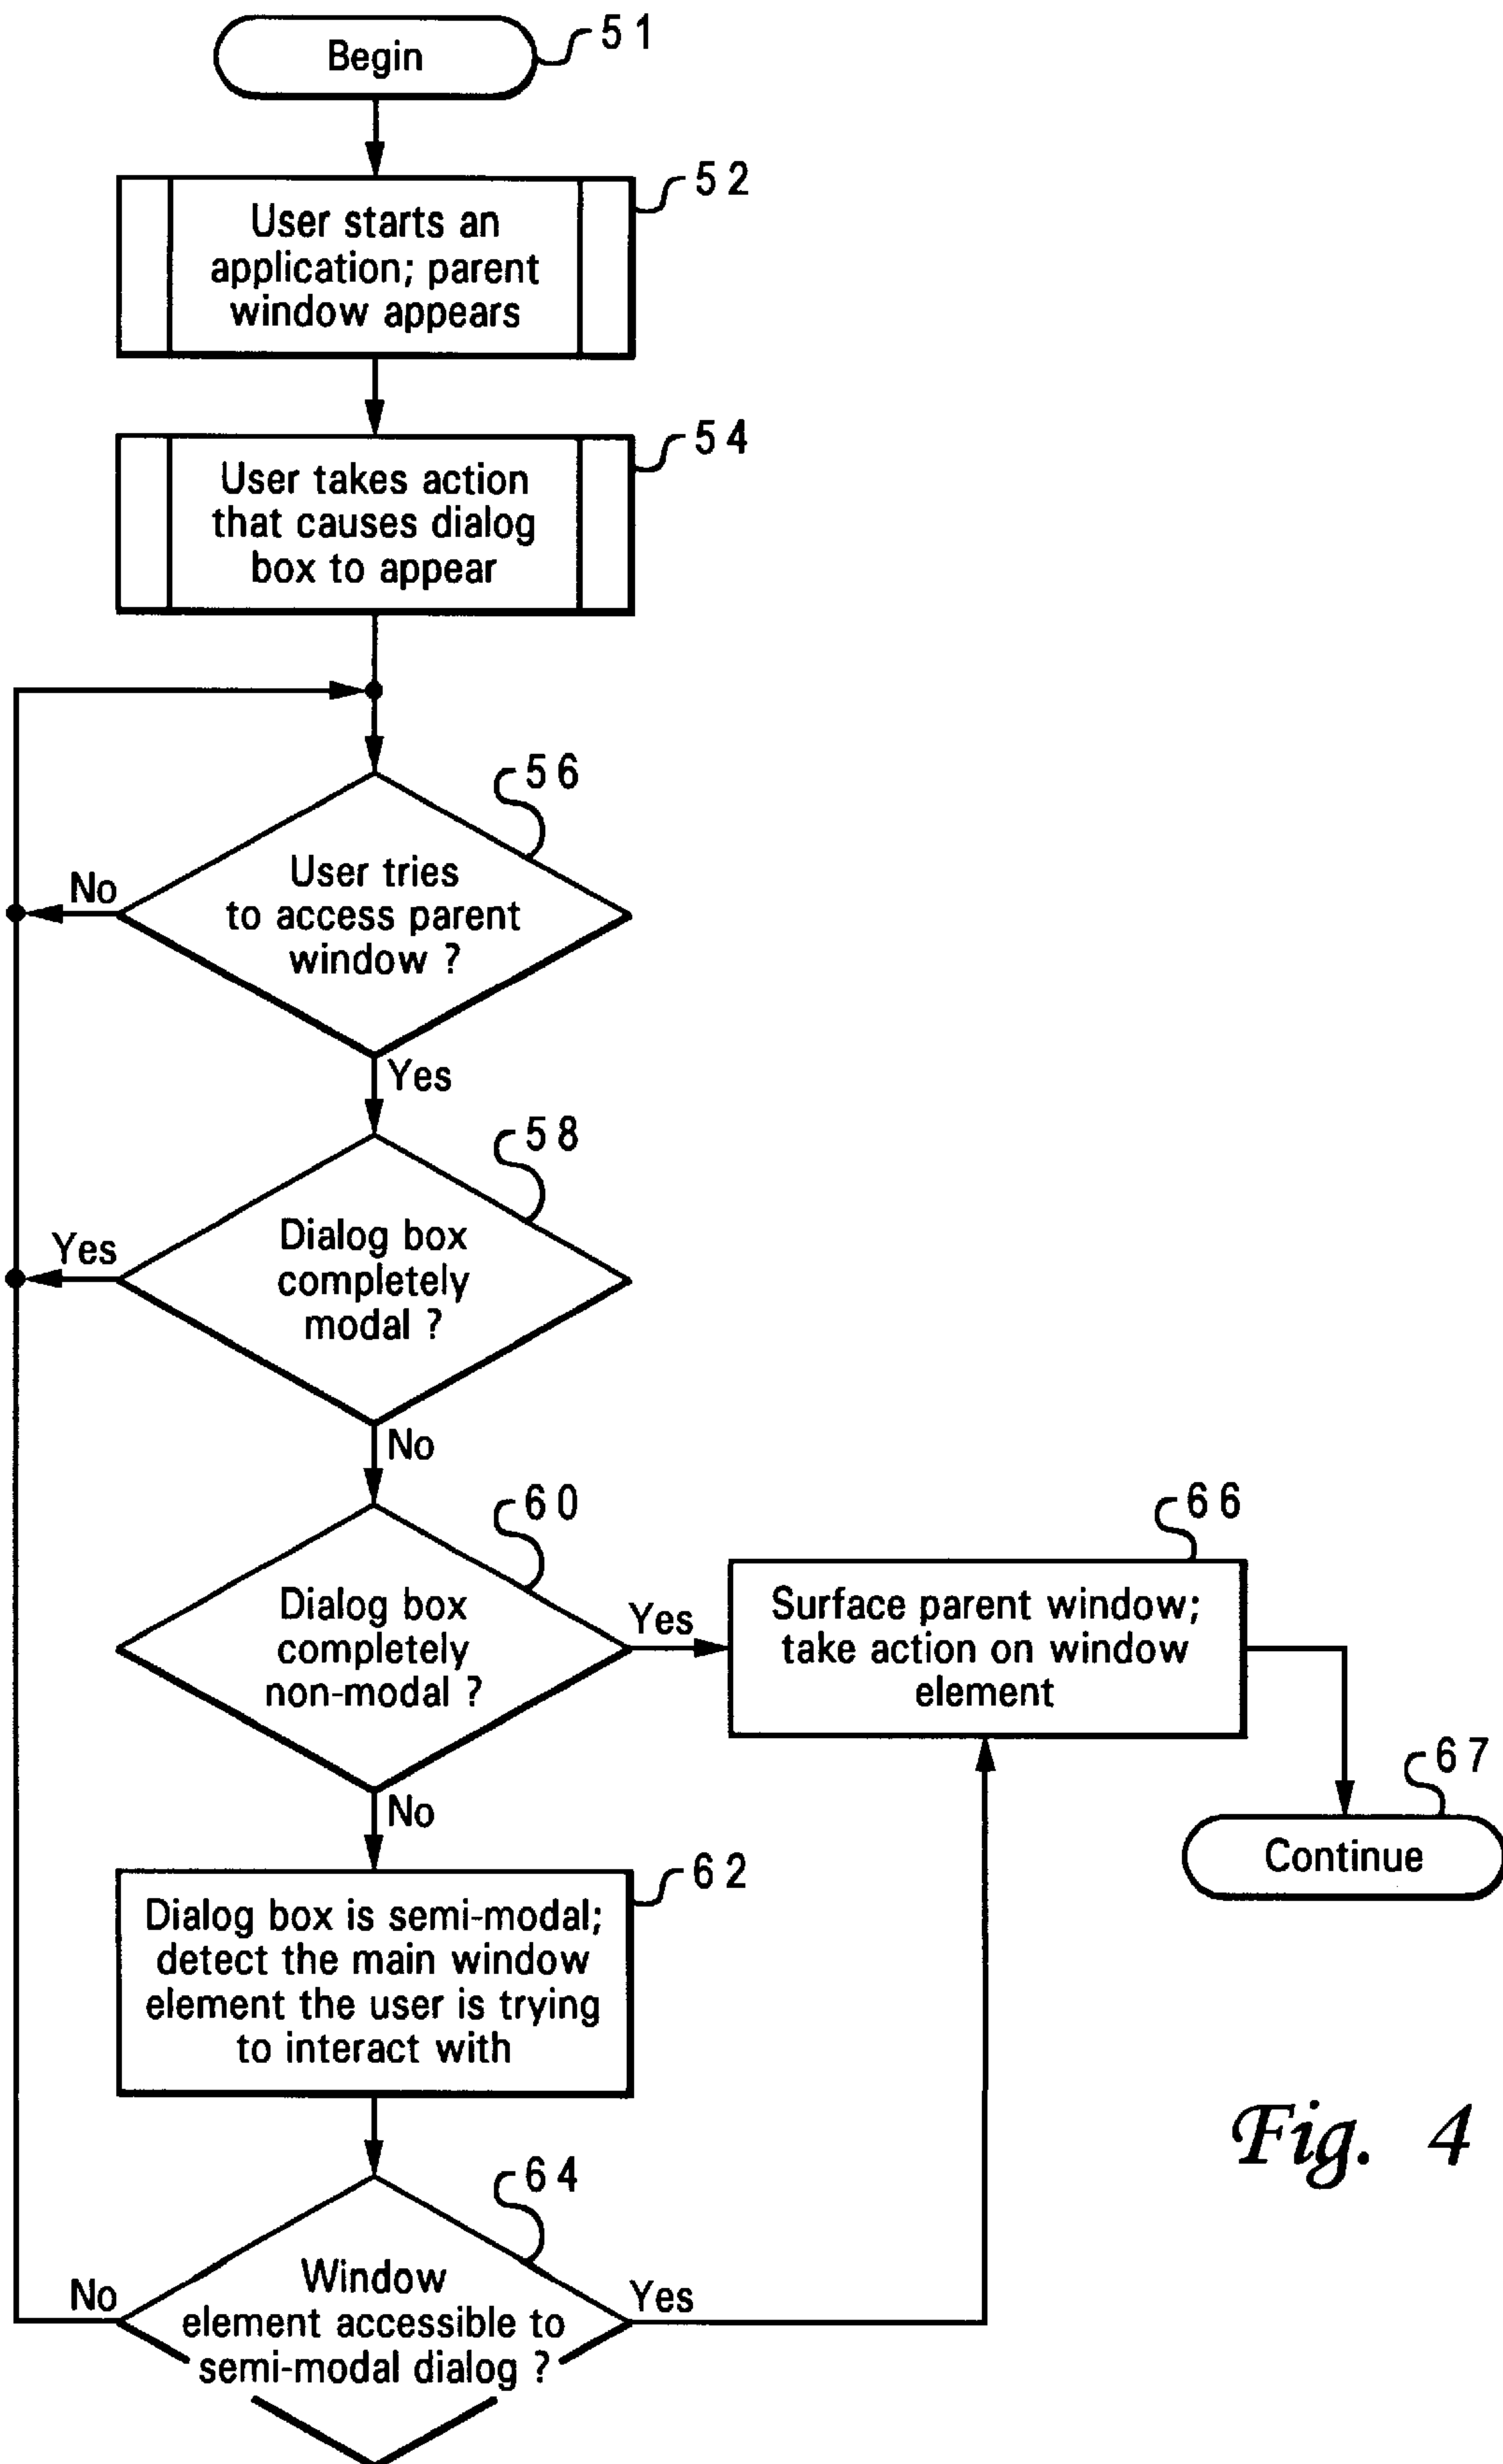 Begin
51
User starts an
application; parent
window appears
52
User takes action
that causes dialog
box to appear
54
56
User tries
to access parent
window ?
No
Yes
58
Dialog box
completely
modal ?
Yes
No
60
Dialog box
completely
non-modal ?
Yes
No
66
Surface parent window;
take action on window
element
67
Continue
62
Dialog box is semi-modal;
detect the main window
element the user is trying
to interact with
64
Window
element accessible to
semi-modal dialog ?
No
Yes
Fig. 4